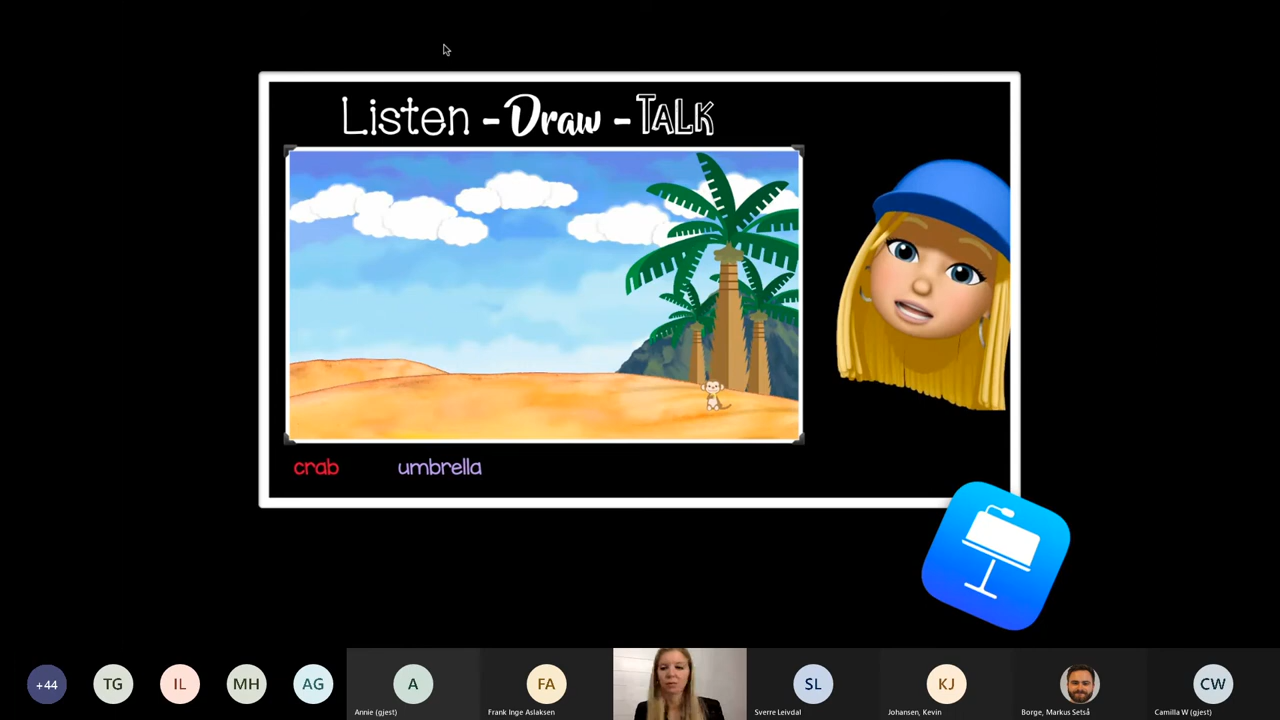 Listen - Draw - TALK
crab umbrella
+44 TG IL MH AG A FA SL KJ CW
Annie (gjest) Frank Inge Aslaksen Sverre Leivdal Johansen, Kevin Borge, Markus Setså Camilla W (gjest)